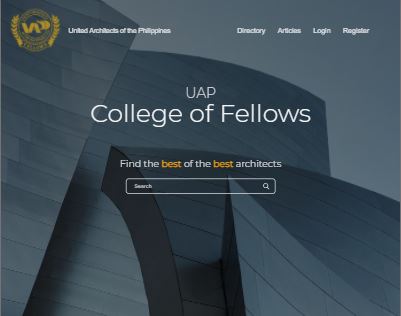 UAP
FELLOWS
United Architects of the Philippines
Directory
Articles
Login
Register
UAP
College of Fellows
Find the best of the best architects
Search